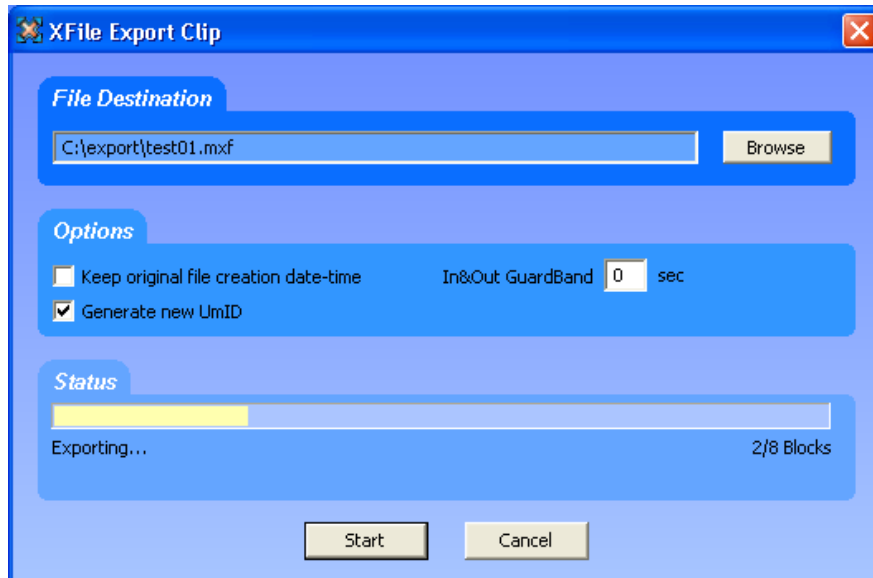 XFile Export Clip
File Destination
C:\export\test01.mxf
Browse
Options
Keep original file creation date-time In&Out GuardBand 0 sec
Generate new UmID
Status
Exporting... 2/8 Blocks
Start Cancel